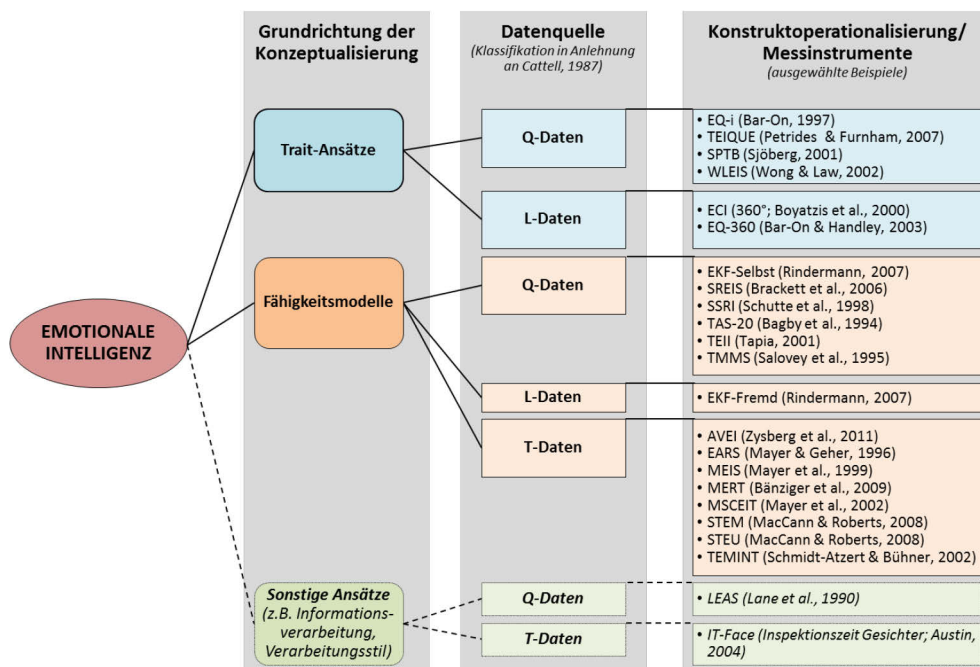 Grundrichtung der
Konzeptualisierung
Datenquelle
(Klassifikation in Anlehnung
an Cattell, 1987)
Konstruktoperationalisierung/
Messinstrumente
(ausgewählte Beispiele)
EMOTIONALE
INTELLIGENZ
Trait-Ansätze
Q-Daten
• EQ-i (Bar-On, 1997)
• TEIQUE (Petrides & Furnham, 2007)
• SPTB (Sjöberg, 2001)
• WLEIS (Wong & Law, 2002)
L-Daten
• ECI (360°; Boyatzis et al., 2000)
• EQ-360 (Bar-On & Handley, 2003)
Fähigkeitsmodelle
Q-Daten
• EKF-Selbst (Rindermann, 2007)
• SREIS (Brackett et al., 2006)
• SSRI (Schutte et al., 1998)
• TAS-20 (Bagby et al., 1994)
• TEII (Tapia, 2001)
• TMMS (Salovey et al., 1995)
L-Daten
• EKF-Fremd (Rindermann, 2007)
T-Daten
• AVEI (Zysberg et al., 2011)
• EARS (Mayer & Geher, 1996)
• MEIS (Mayer et al., 1999)
• MERT (Bänziger et al., 2009)
• MSCEIT (Mayer et al., 2002)
• STEM (MacCann & Roberts, 2008)
• STEU (MacCann & Roberts, 2008)
• TEMINT (Schmidt-Atzert & Bühner, 2002)
Sonstige Ansätze
(z.B. Informations-
verarbeitung,
Verarbeitungsstil)
Q-Daten
• LEAS (Lane et al., 1990)
T-Daten
• IT-Face (Inspektionszeit Gesichter; Austin,
2004)